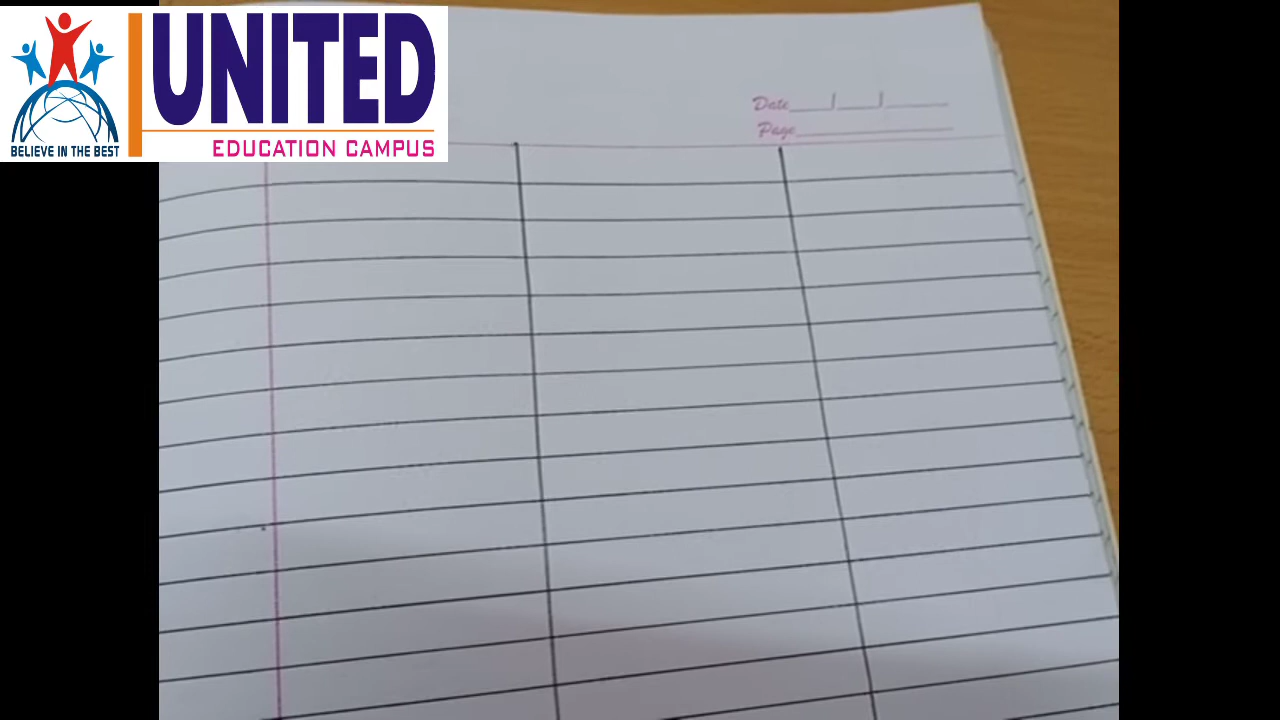 UNITED
EDUCATION CAMPUS
BELIEVE IN THE BEST
Date
Page